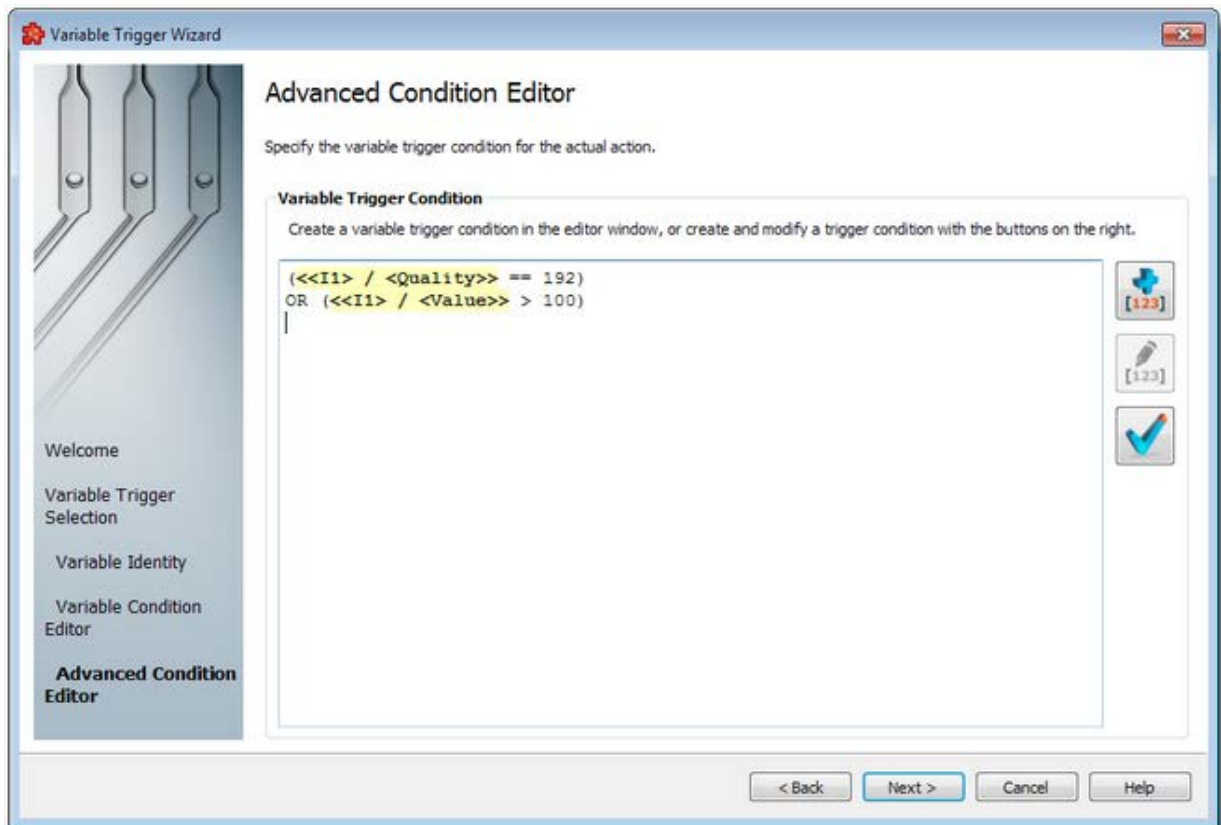 Variable Trigger Wizard
Advanced Condition Editor
Specify the variable trigger condition for the actual action.
Variable Trigger Condition
Create a variable trigger condition in the editor window, or create and modify a trigger condition with the buttons on the right.
(<<I1> / <Quality>> == 192)
OR (<<I1> / <Value>> > 100)
[123]
[123]
Welcome
Variable Trigger
Selection
Variable Identity
Variable Condition
Editor
Advanced Condition
Editor
< Back
Next >
Cancel
Help